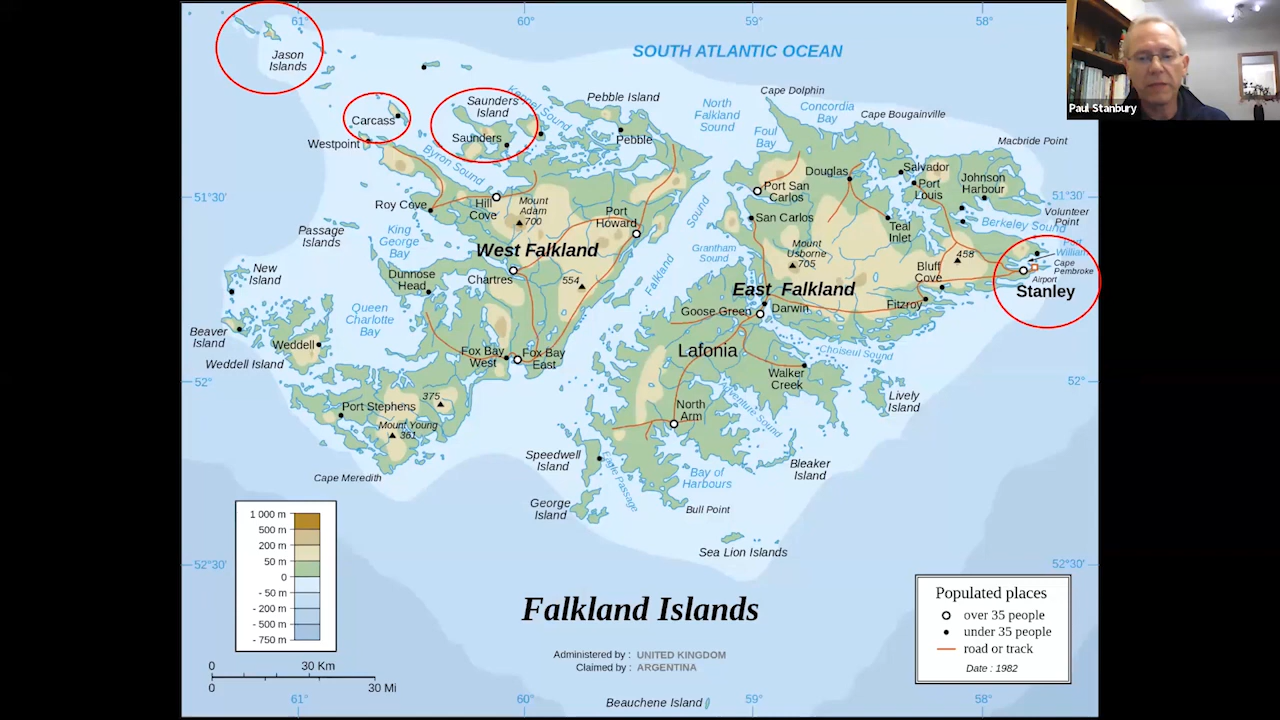 61°
60°
59°
58°
Paul Stanbury
SOUTH ATLANTIC OCEAN
Jason
Islands
Cape Dolphin
Pebble Island
Kennel Sound
Saunders
Island
North
Falkland
Sound
Concordia
Bay
Cape Bougainville
Carcass
Saunders
Pebble
Foul
Bay
Macbride Point
Westpoint
Byron Sound
Douglas
Salvador
Johnson
Harbour
Port San
Carlos
Port
Louis
51°30'
51°30'
Roy Cove
Hill
Cove
Mount
Adam
700
Port
Howard
San Carlos
Teal
Inlet
Berkeley Sound
Volunteer
Point
Passage
Islands
King
George
Bay
West Falkland
Falkland
Sound
Grantham
Sound
Mount
Usborne
705
458
Port
William
Cape
Pembroke
Airport
New
Island
Dunnose
Head
Chartres
554
East Falkland
Bluff
Cove
Stanley
Queen
Charlotte
Bay
Goose Green
Darwin
Fitzroy
Beaver
Island
Weddell
Weddell Island
Fox Bay
West
Fox Bay
East
Lafonia
Choiseul Sound
Walker
Creek
52°
52°
375
Port Stephens
Mount Young
361
North
Arm
Adventure Sound
Lively
Island
Cape Meredith
Speedwell
Island
Eagle Passage
Bay of
Harbours
Bleaker
Island
George
Island
Bull Point
Sea Lion Islands
52°30'
52°30'
1 000 m
500 m
200 m
50 m
0
- 50 m
- 200 m
- 500 m
- 750 m
Falkland Islands
Administered by : UNITED KINGDOM
Claimed by : ARGENTINA
Populated places
over 35 people
under 35 people
road or track
Date : 1982
0 30 Km
0 30 Mi
61°
60°
59°
58°
Beauchene Island